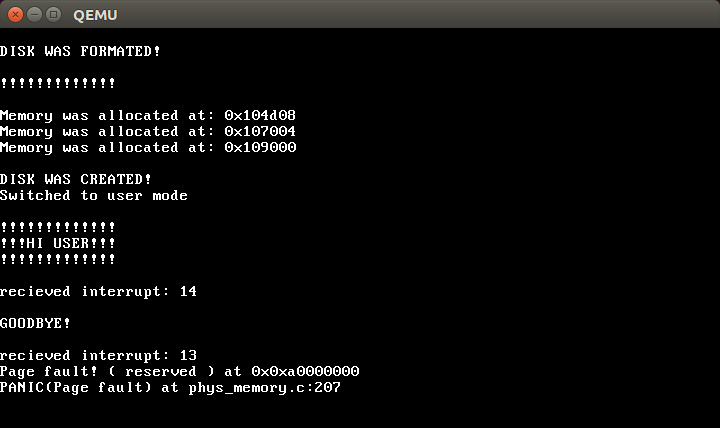 QEMU
DISK WAS FORMATED!
!!!!!!!!!!!!!
Memory was allocated at: 0x104d08
Memory was allocated at: 0x107004
Memory was allocated at: 0x109000
DISK WAS CREATED!
Switched to user mode
!!!!!!!!!!!!!
!!!HI USER!!!
!!!!!!!!!!!!!
recieved interrupt: 14
GOODBYE!
recieved interrupt: 13
Page fault! ( reserved ) at 0x0xa0000000
PANIC(Page fault) at phys_memory.c:207